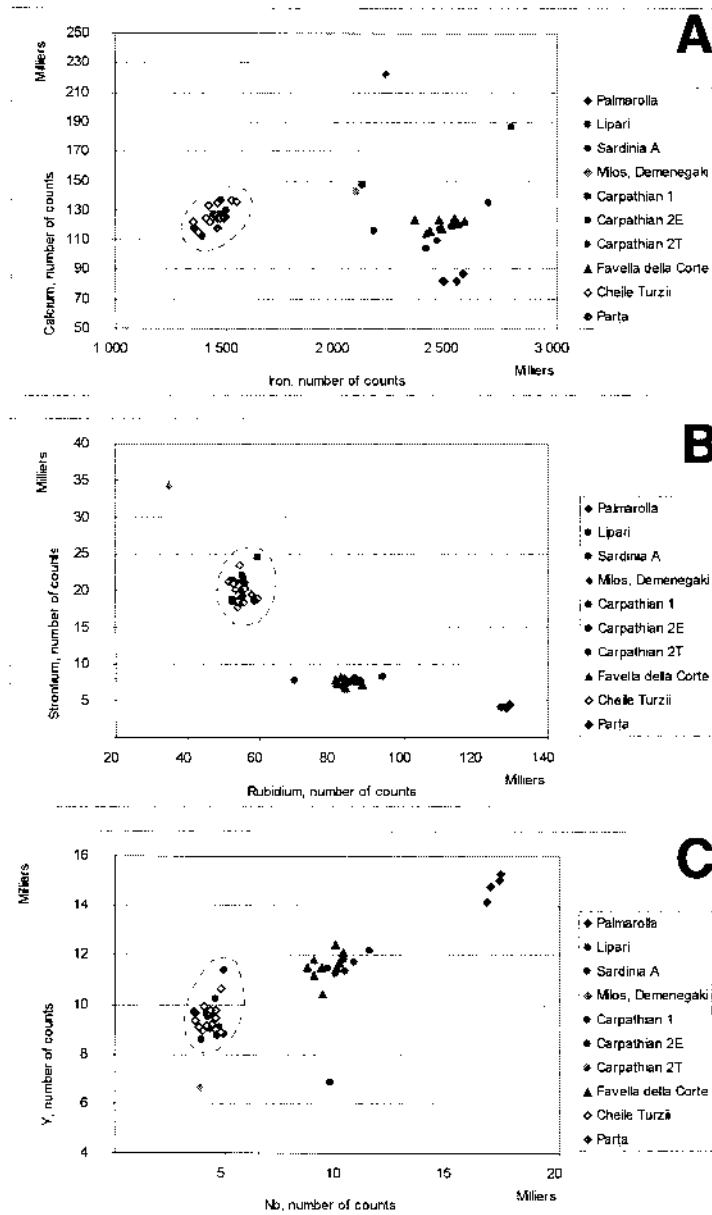 A
Milliers
Calcium, number of counts
250
230
210
190
170
150
130
110
90
70
50
1 000
1 500
2 000
2 500
3 000
Iron, number of counts
Milliers
Palmarolla
Lipari
Sardinia A
Milos, Demenegaki
Carpathian 1
Carpathian 2E
Carpathian 2T
Favella della Corte
Cheile Turzii
Parța
B
Milliers
Strontium, number of counts
40
35
30
25
20
15
10
5
20
40
60
80
100
120
140
Rubidium, number of counts
Milliers
Palmarolla
Lipari
Sardinia A
Milos, Demenegaki
Carpathian 1
Carpathian 2E
Carpathian 2T
Favella della Corte
Cheile Turzii
Parța
C
Milliers
Y, number of counts
16
14
12
10
8
6
4
5
10
15
20
Nb, number of counts
Milliers
Palmarolla
Lipari
Sardinia A
Milos, Demenegaki
Carpathian 1
Carpathian 2E
Carpathian 2T
Favella della Corte
Cheile Turzii
Parța